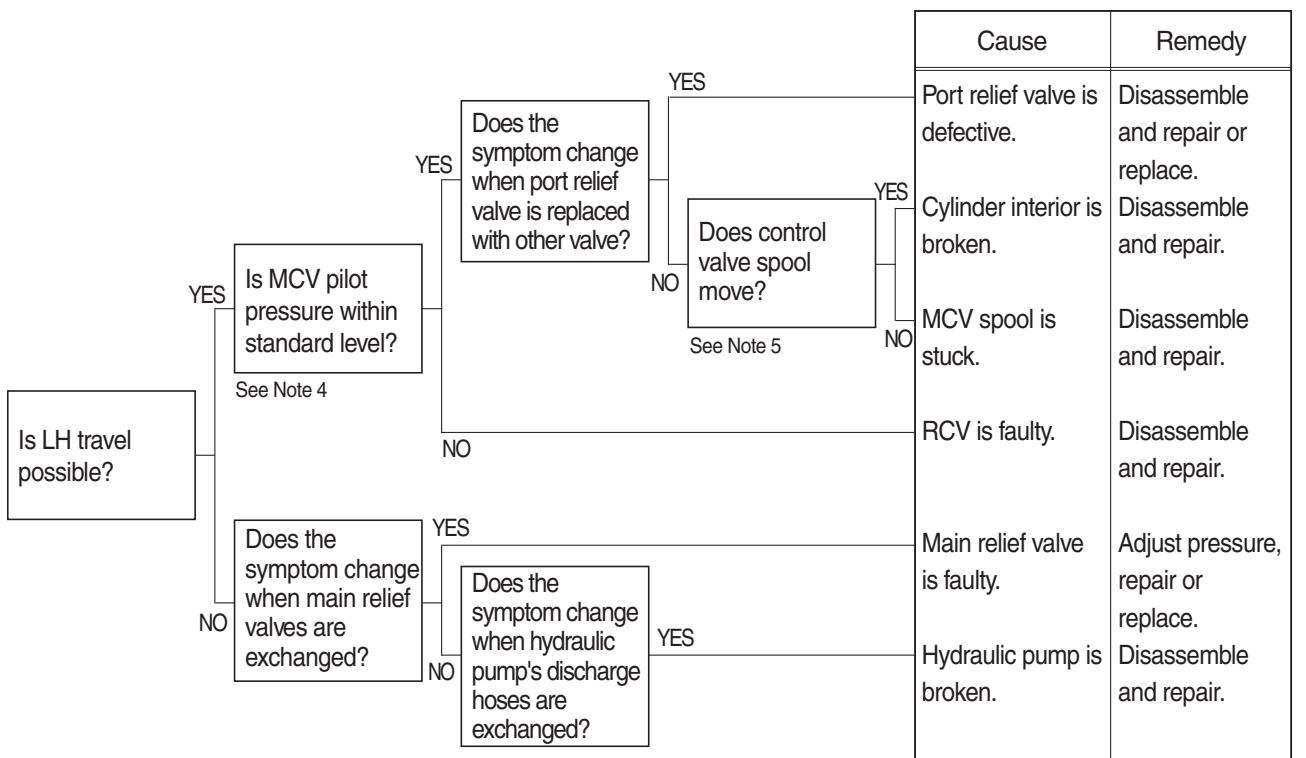 Is LH travel
possible?
YES
NO
Is MCV pilot
pressure within
standard level?
See Note 4
YES
NO
Does the
symptom change
when port relief
valve is replaced
with other valve?
YES
NO
Does control
valve spool
move?
See Note 5
YES
NO
Does the
symptom change
when main relief
valves are
exchanged?
YES
NO
Does the
symptom change
when hydraulic
pump's discharge
hoses are
exchanged?
YES
Cause
Remedy
Port relief valve is
defective.
Disassemble
and repair or
replace.
Cylinder interior is
broken.
Disassemble
and repair.
MCV spool is
stuck.
Disassemble
and repair.
RCV is faulty.
Disassemble
and repair.
Main relief valve
is faulty.
Adjust pressure,
repair or
replace.
Hydraulic pump is
broken.
Disassemble
and repair.